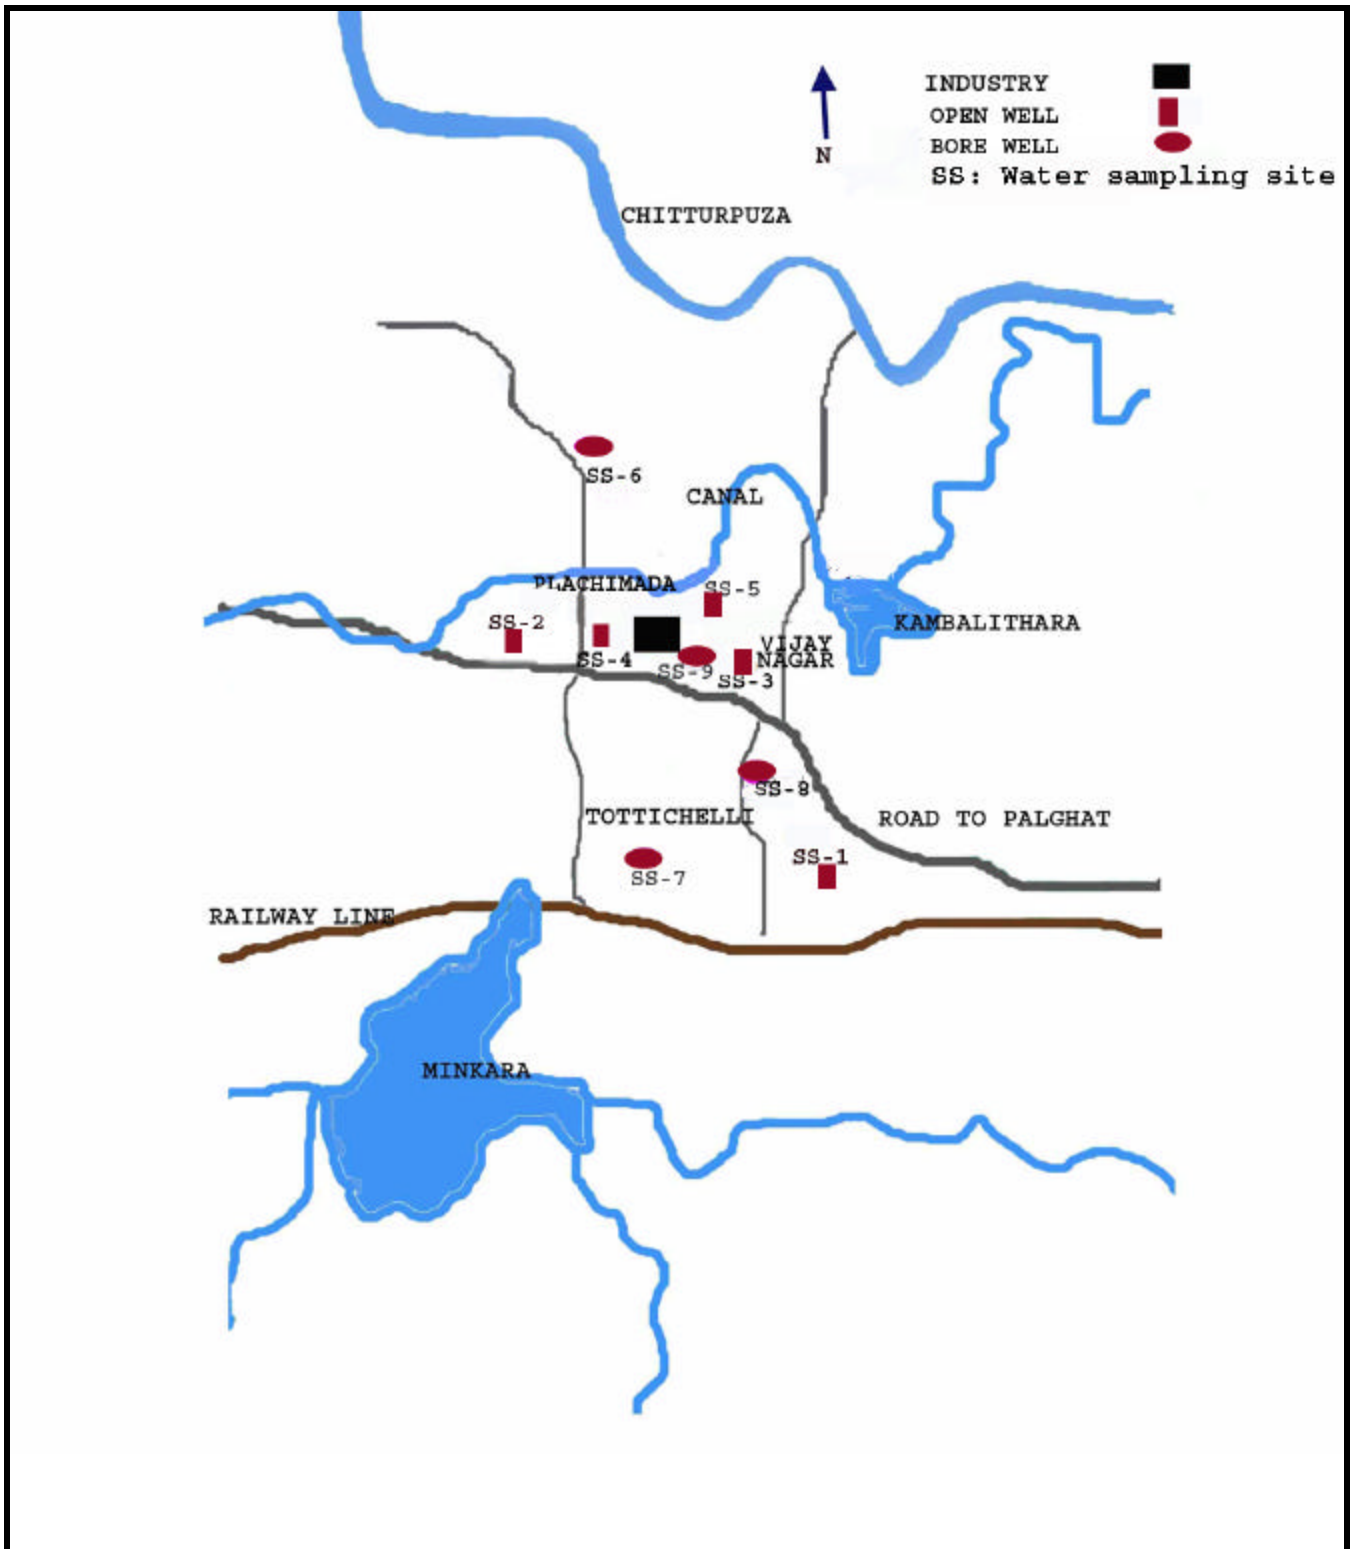 INDUSTRY
OPEN WELL
BORE WELL
N
SS: Water sampling site
CHITTURPUZA
SS-6
CANAL
PLACHIMADA
SS-5
SS-2
KAMBALITHARA
VIJAY
NAGAR
SS-4
SS-9
SS-3
SS-8
TOTTICHELLI
ROAD TO PALGHAT
SS-1
SS-7
RAILWAY LINE
MINKARA